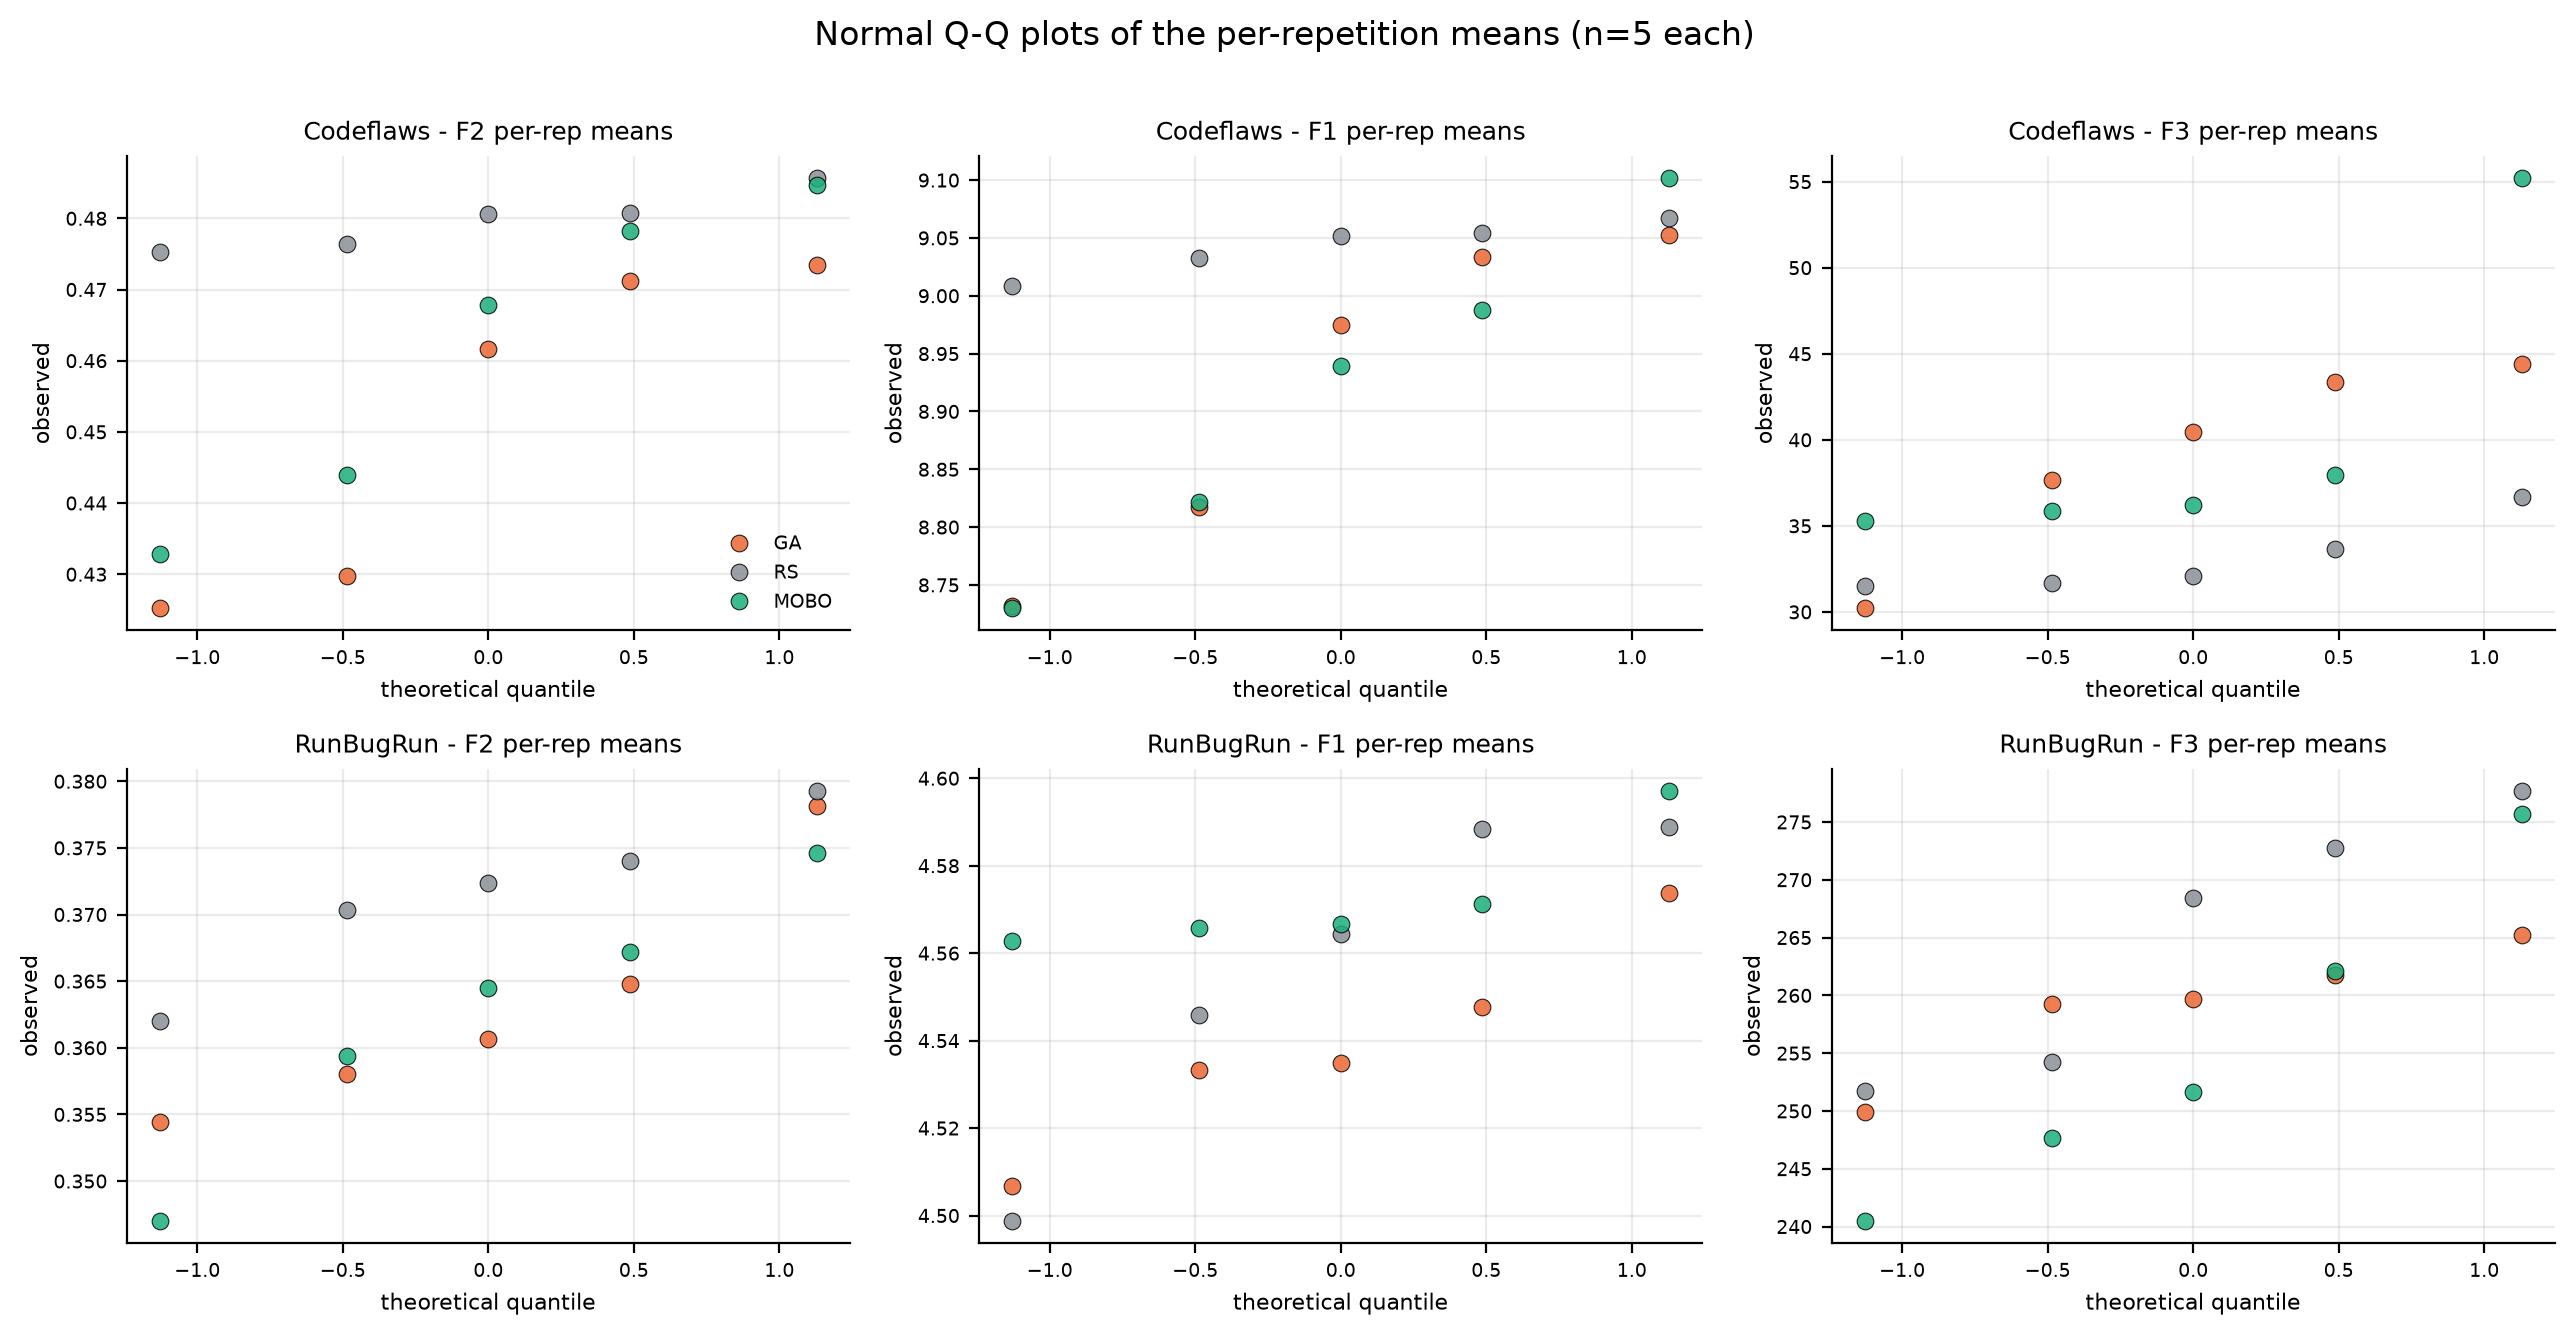 Normal Q-Q plots of the per-repetition means (n=5 each)
Codeflaws - F2 per-rep means
observed
0.48
0.47
0.46
0.45
0.44
0.43
GA
RS
MOBO
−1.0 −0.5 0.0 0.5 1.0
theoretical quantile
Codeflaws - F1 per-rep means
observed
9.10
9.05
9.00
8.95
8.90
8.85
8.80
8.75
−1.0 −0.5 0.0 0.5 1.0
theoretical quantile
Codeflaws - F3 per-rep means
observed
55
50
45
40
35
30
−1.0 −0.5 0.0 0.5 1.0
theoretical quantile
RunBugRun - F2 per-rep means
observed
0.380
0.375
0.370
0.365
0.360
0.355
0.350
−1.0 −0.5 0.0 0.5 1.0
theoretical quantile
RunBugRun - F1 per-rep means
observed
4.60
4.58
4.56
4.54
4.52
4.50
−1.0 −0.5 0.0 0.5 1.0
theoretical quantile
RunBugRun - F3 per-rep means
observed
275
270
265
260
255
250
245
240
−1.0 −0.5 0.0 0.5 1.0
theoretical quantile